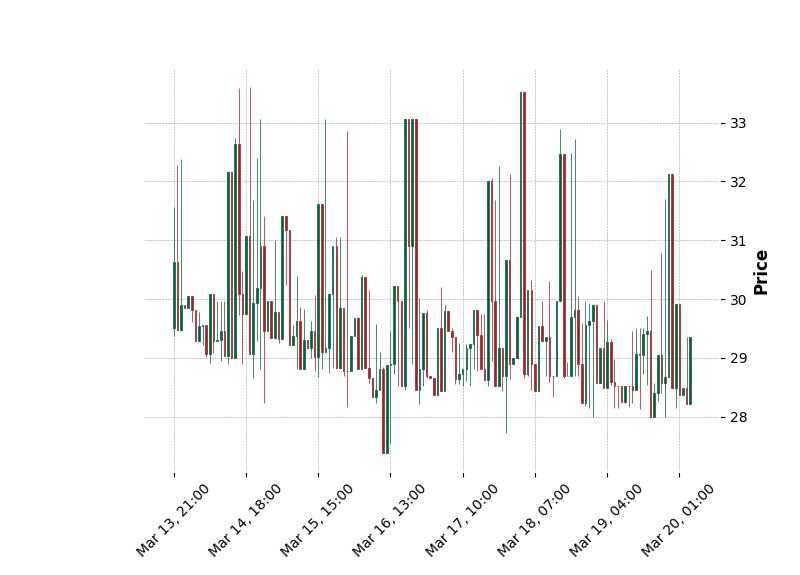 33
32
31
30
29
28
Price
Mar 13, 21:00
Mar 14, 18:00
Mar 15, 15:00
Mar 16, 13:00
Mar 17, 10:00
Mar 18, 07:00
Mar 19, 04:00
Mar 20, 01:00